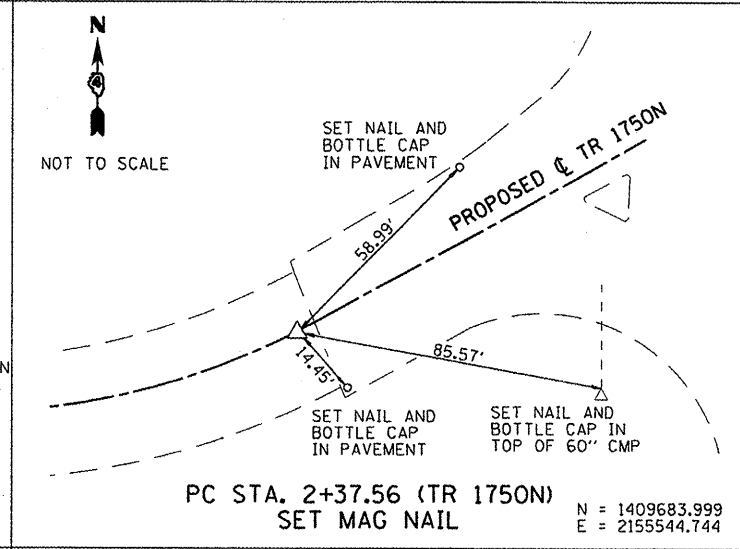 N
4
NOT TO SCALE
SET NAIL AND
BOTTLE CAP
IN PAVEMENT
PROPOSED ℄ TR 1750N
58.99'
85.57'
14.45'
N
SET NAIL AND
BOTTLE CAP
IN PAVEMENT
SET NAIL AND
BOTTLE CAP IN
TOP OF 60" CMP
PC STA. 2+37.56 (TR 1750N)
SET MAG NAIL
N = 1409683.999
E = 2155544.744